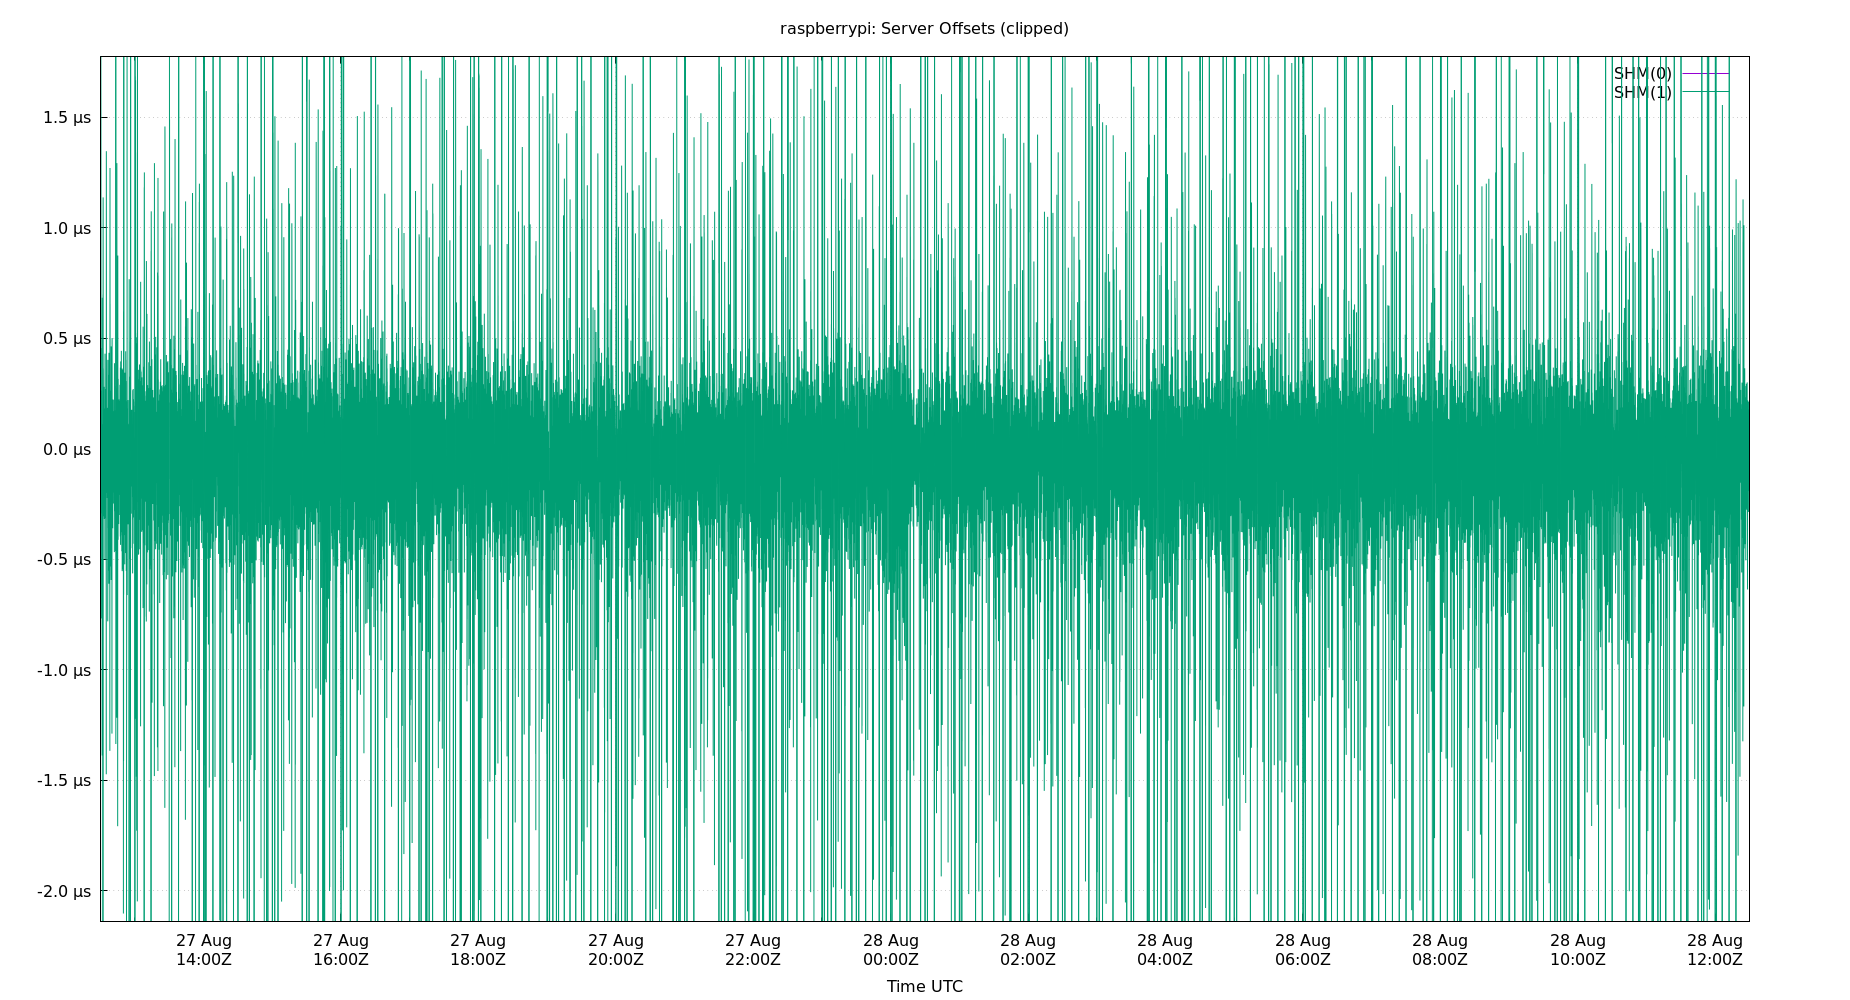 raspberrypi: Server Offsets (clipped)
SHM(0)
SHM(1)
1.5 µs
1.0 µs
0.5 µs
0.0 µs
-0.5 µs
-1.0 µs
-1.5 µs
-2.0 µs
27 Aug 27 Aug 27 Aug 27 Aug 27 Aug 28 Aug 28 Aug 28 Aug 28 Aug 28 Aug 28 Aug 28 Aug
14:00Z 16:00Z 18:00Z 20:00Z 22:00Z 00:00Z 02:00Z 04:00Z 06:00Z 08:00Z 10:00Z 12:00Z
Time UTC